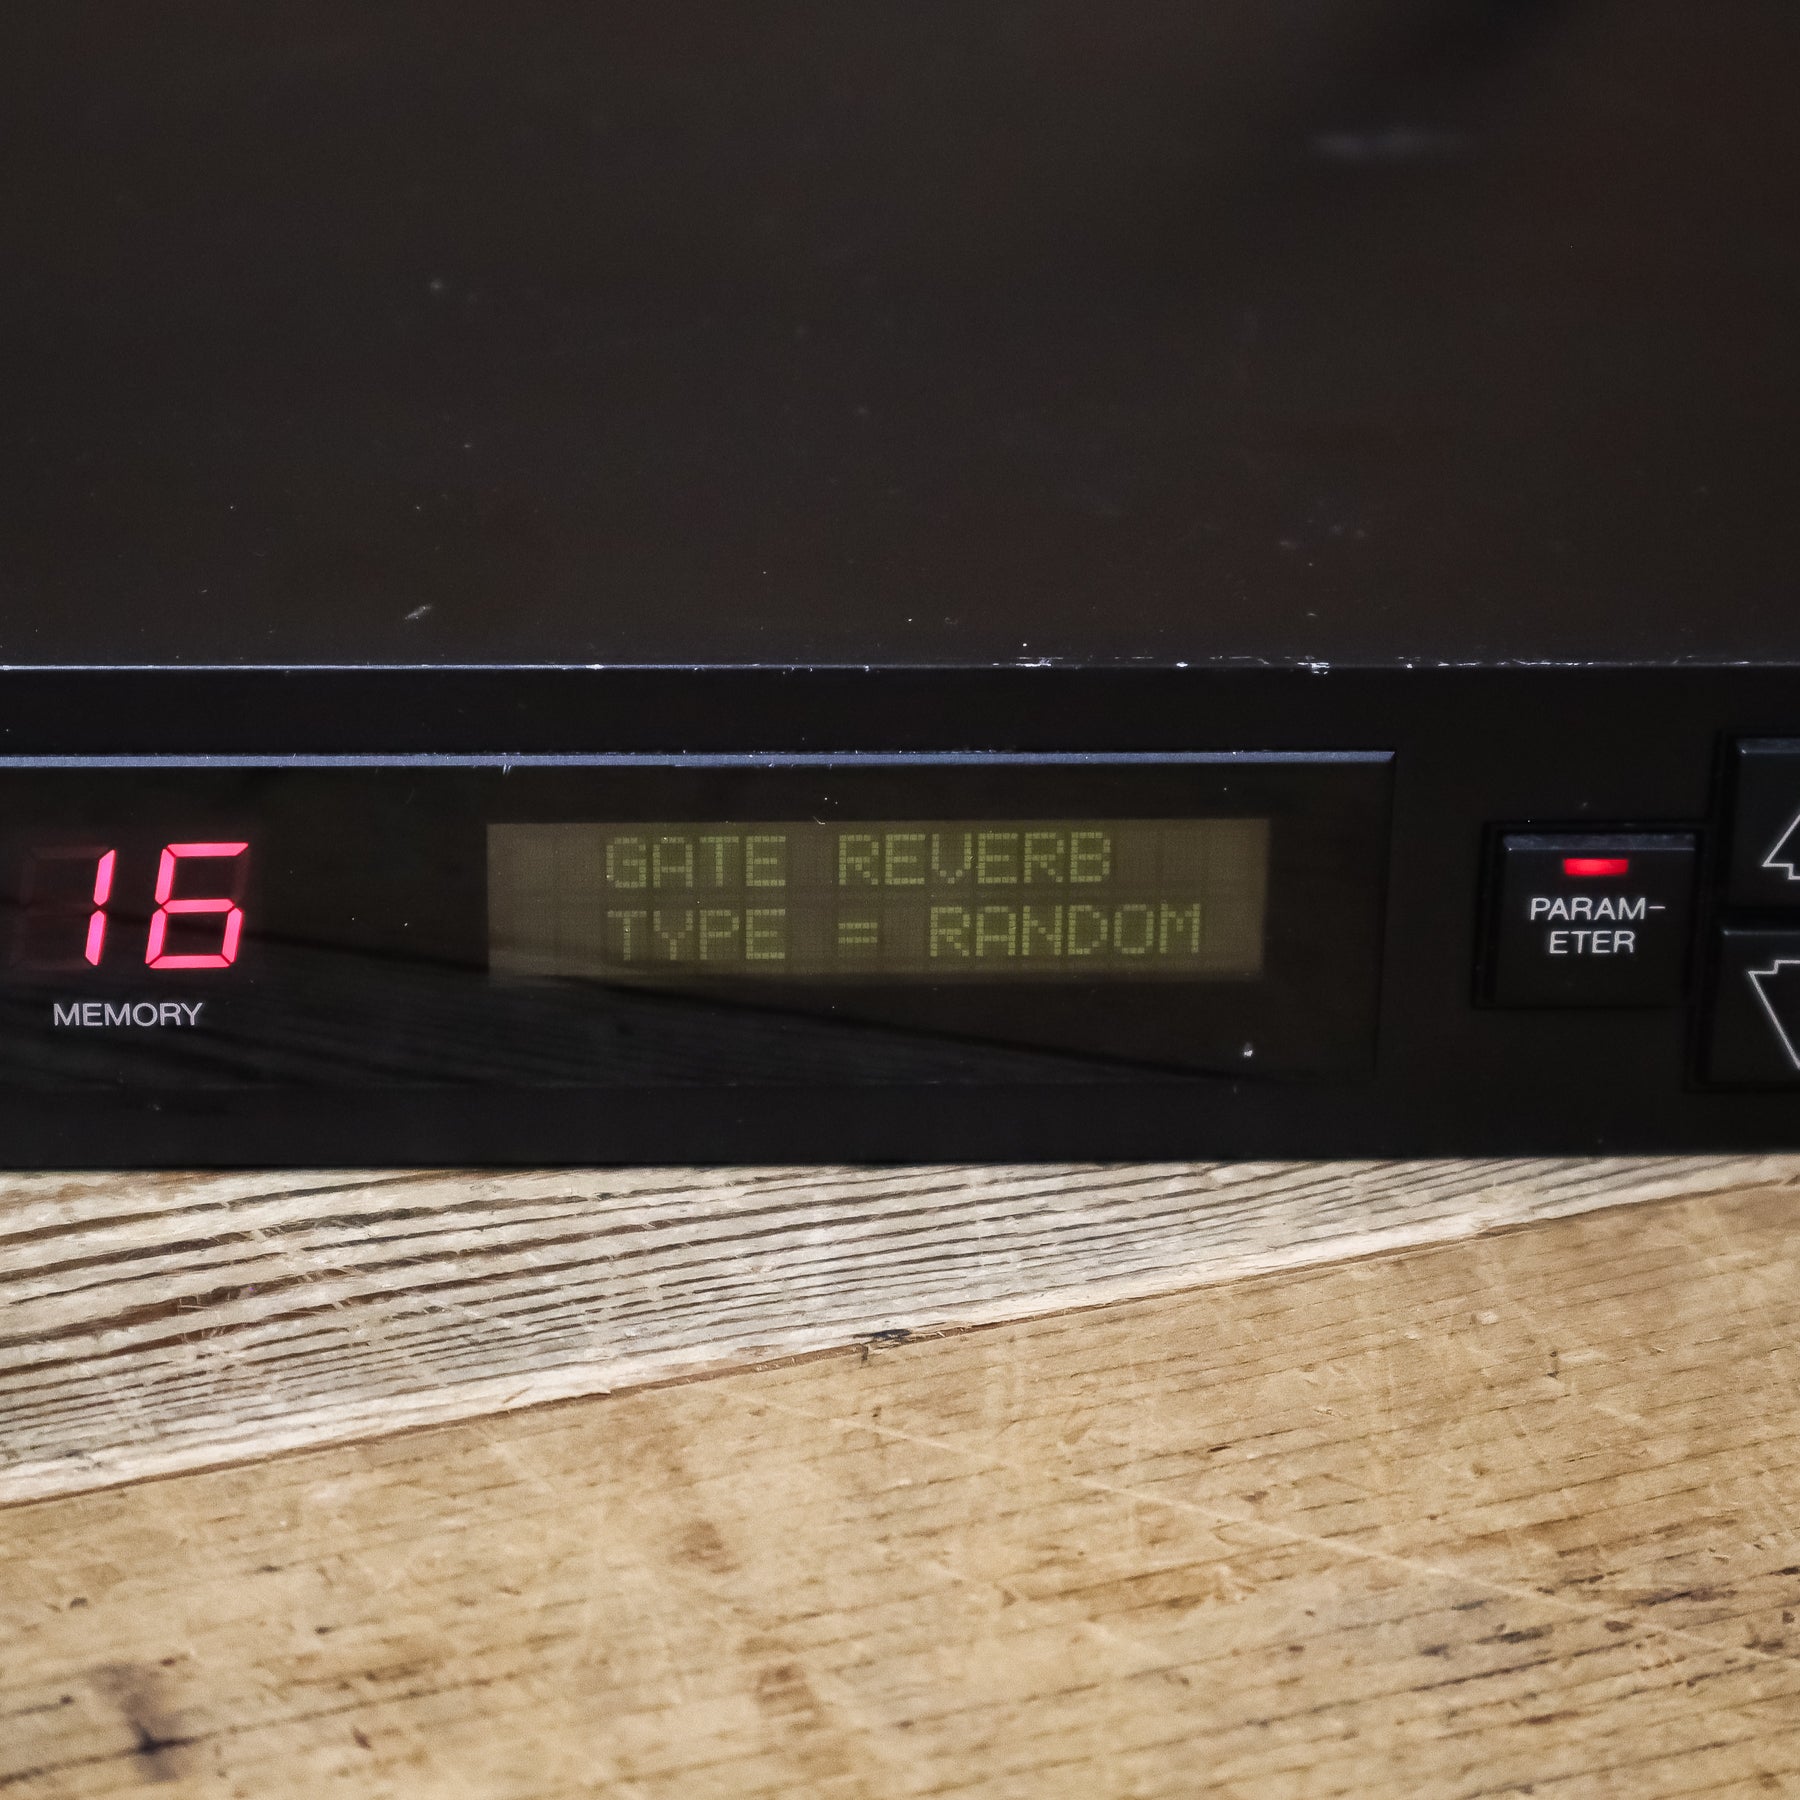 16
MEMORY
GATE REVERB
TYPE = RANDOM
PARAM-
ETER